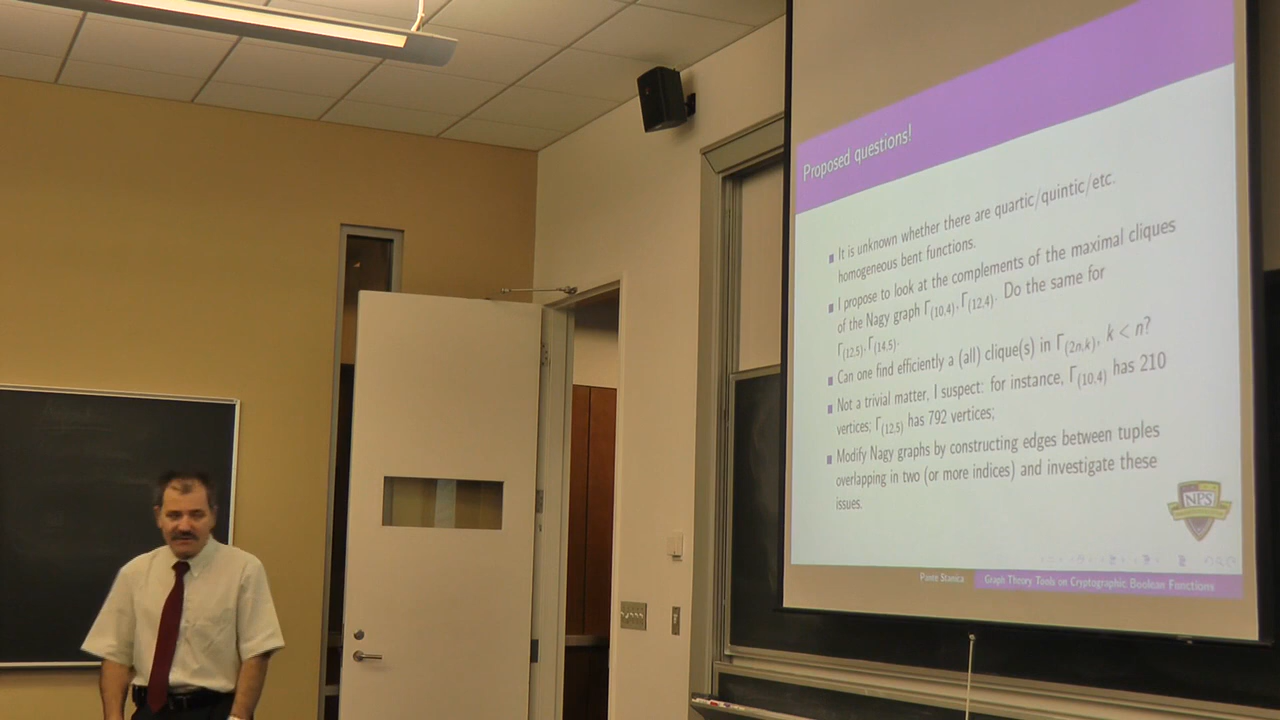 Proposed questions!
It is unknown whether there are quartic/quintic/etc.
homogeneous bent functions.
I propose to look at the complements of the maximal cliques
of the Nagy graph Γ(10,4), Γ(12,4). Do the same for
Γ(12,5), Γ(14,5).
Can one find efficiently a (all) clique(s) in Γ(2n,k), k < n?
Not a trivial matter, I suspect: for instance, Γ(10,4) has 210
vertices; Γ(12,5) has 792 vertices;
Modify Nagy graphs by constructing edges between tuples
overlapping in two (or more indices) and investigate these
issues.
NPS
Pante Stanica Graph Theory Tools on Cryptographic Boolean Functions